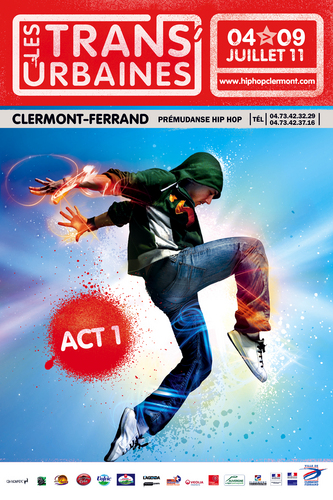 LES TRANS'
URBAINES
04 09
JUILLET 11
www.hiphopclermont.com
CLERMONT-FERRAND PRÉMUDANSE HIP HOP TÉL 04.73.42.32.29
04.73.42.37.16
ACT 1